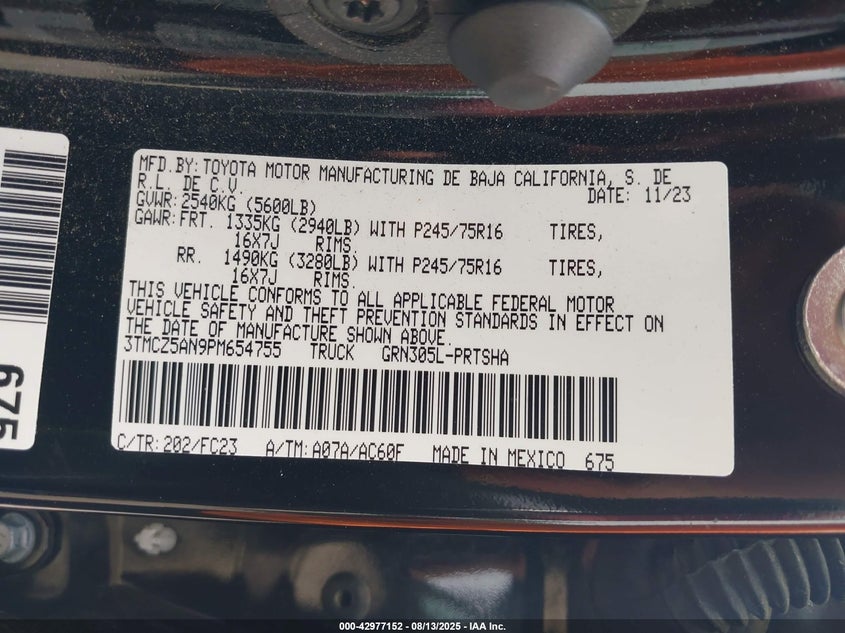 MFD.BY:TOYOTA MOTOR MANUFACTURING DE BAJA CALIFORNIA, S. DE
R.L. DE C.V. DATE: 11/23
GVWR:2540KG (5600LB)
GAWR:FRT. 1335KG (2940LB) WITH P245/75R16 TIRES,
16X7J RIMS.
RR. 1490KG (3280LB) WITH P245/75R16 TIRES,
16X7J RIMS.
THIS VEHICLE CONFORMS TO ALL APPLICABLE FEDERAL MOTOR
VEHICLE SAFETY AND THEFT PREVENTION STANDARDS IN EFFECT ON
THE DATE OF MANUFACTURE SHOWN ABOVE.
3TMCZ5AN9PM654755 TRUCK GRN305L-PRTSHA
C/TR:202/FC23 A/TM:A07A/AC60F MADE IN MEXICO 675
675
000-42977152 - 08/13/2025 - IAA Inc.